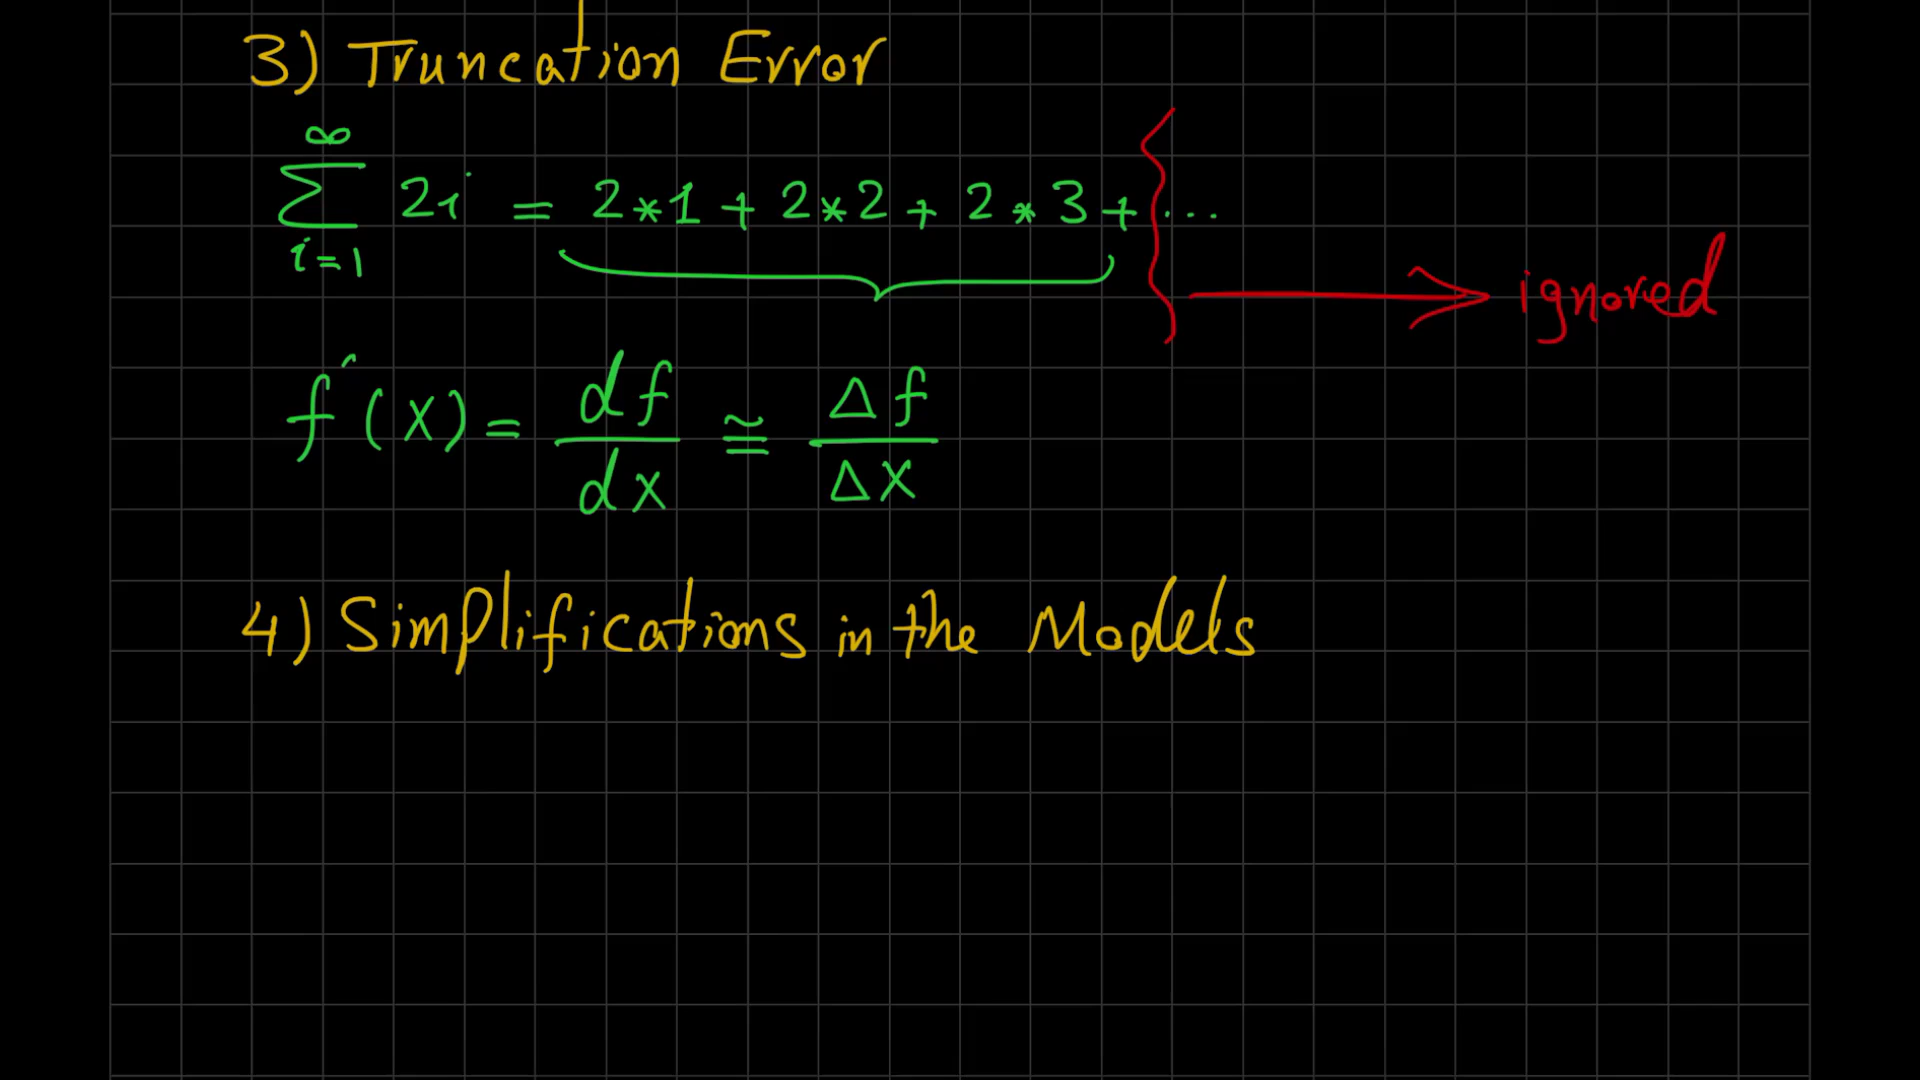 3) Truncation Error
∞
∑ 2i = 2*1 + 2*2 + 2*3 + ...
i=1
ignored
f'(x) = df/dx ≅ Δf/Δx
4) Simplifications in the Models